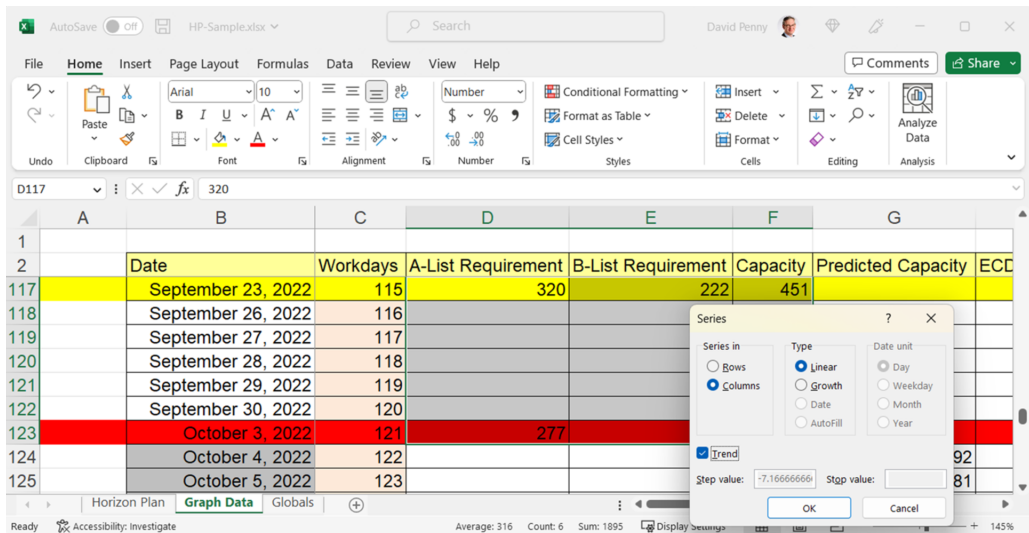 AutoSave Off HP-Sample.xlsx Search David Penny
File Home Insert Page Layout Formulas Data Review View Help Comments Share
Arial 10 Number Conditional Formatting Insert
Paste B I U A^ A˅ $ % 9 Format as Table Delete Analyze
A Cell Styles Format Data
Undo Clipboard Font Alignment Number Styles Cells Editing Analysis
D117 fx 320
A B C D E F G
1
2 Date Workdays A-List Requirement B-List Requirement Capacity Predicted Capacity ECD
117 September 23, 2022 115 320 222 451
118 September 26, 2022 116
119 September 27, 2022 117
120 September 28, 2022 118
121 September 29, 2022 119
122 September 30, 2022 120
123 October 3, 2022 121 277
124 October 4, 2022 122 92
125 October 5, 2022 123 81
Series ?
Series in Type Date unit
Rows Linear Day
Columns Growth Weekday
Date Month
AutoFill Year
Trend
Step value: -7.16666666 Stop value:
OK Cancel
Horizon Plan Graph Data Globals
Ready Accessibility: Investigate Average: 316 Count: 6 Sum: 1895 Display Settings 145%